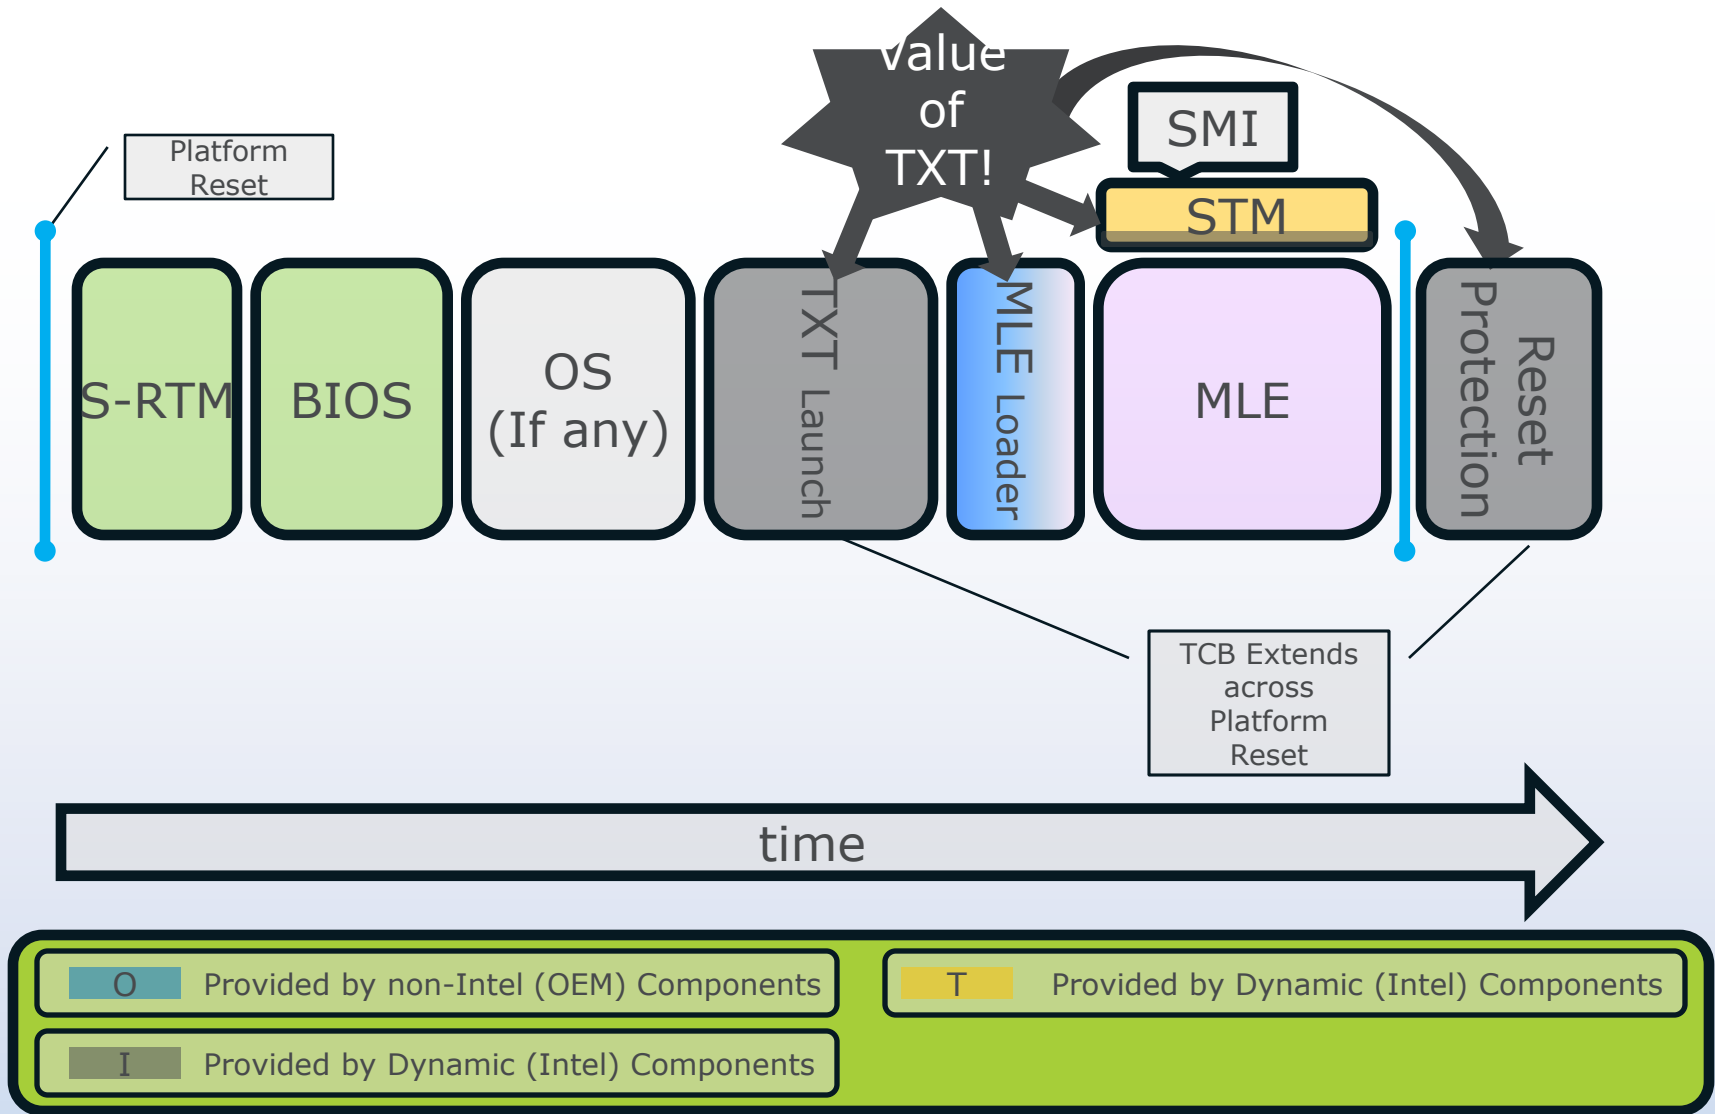 Value
of
TXT!
Platform
Reset
SMI
STM
S-RTM
BIOS
OS
(If any)
TXT Launch
MLE Loader
MLE
Reset
Protection
TCB Extends
across
Platform
Reset
time
O Provided by non-Intel (OEM) Components
T Provided by Dynamic (Intel) Components
I Provided by Dynamic (Intel) Components